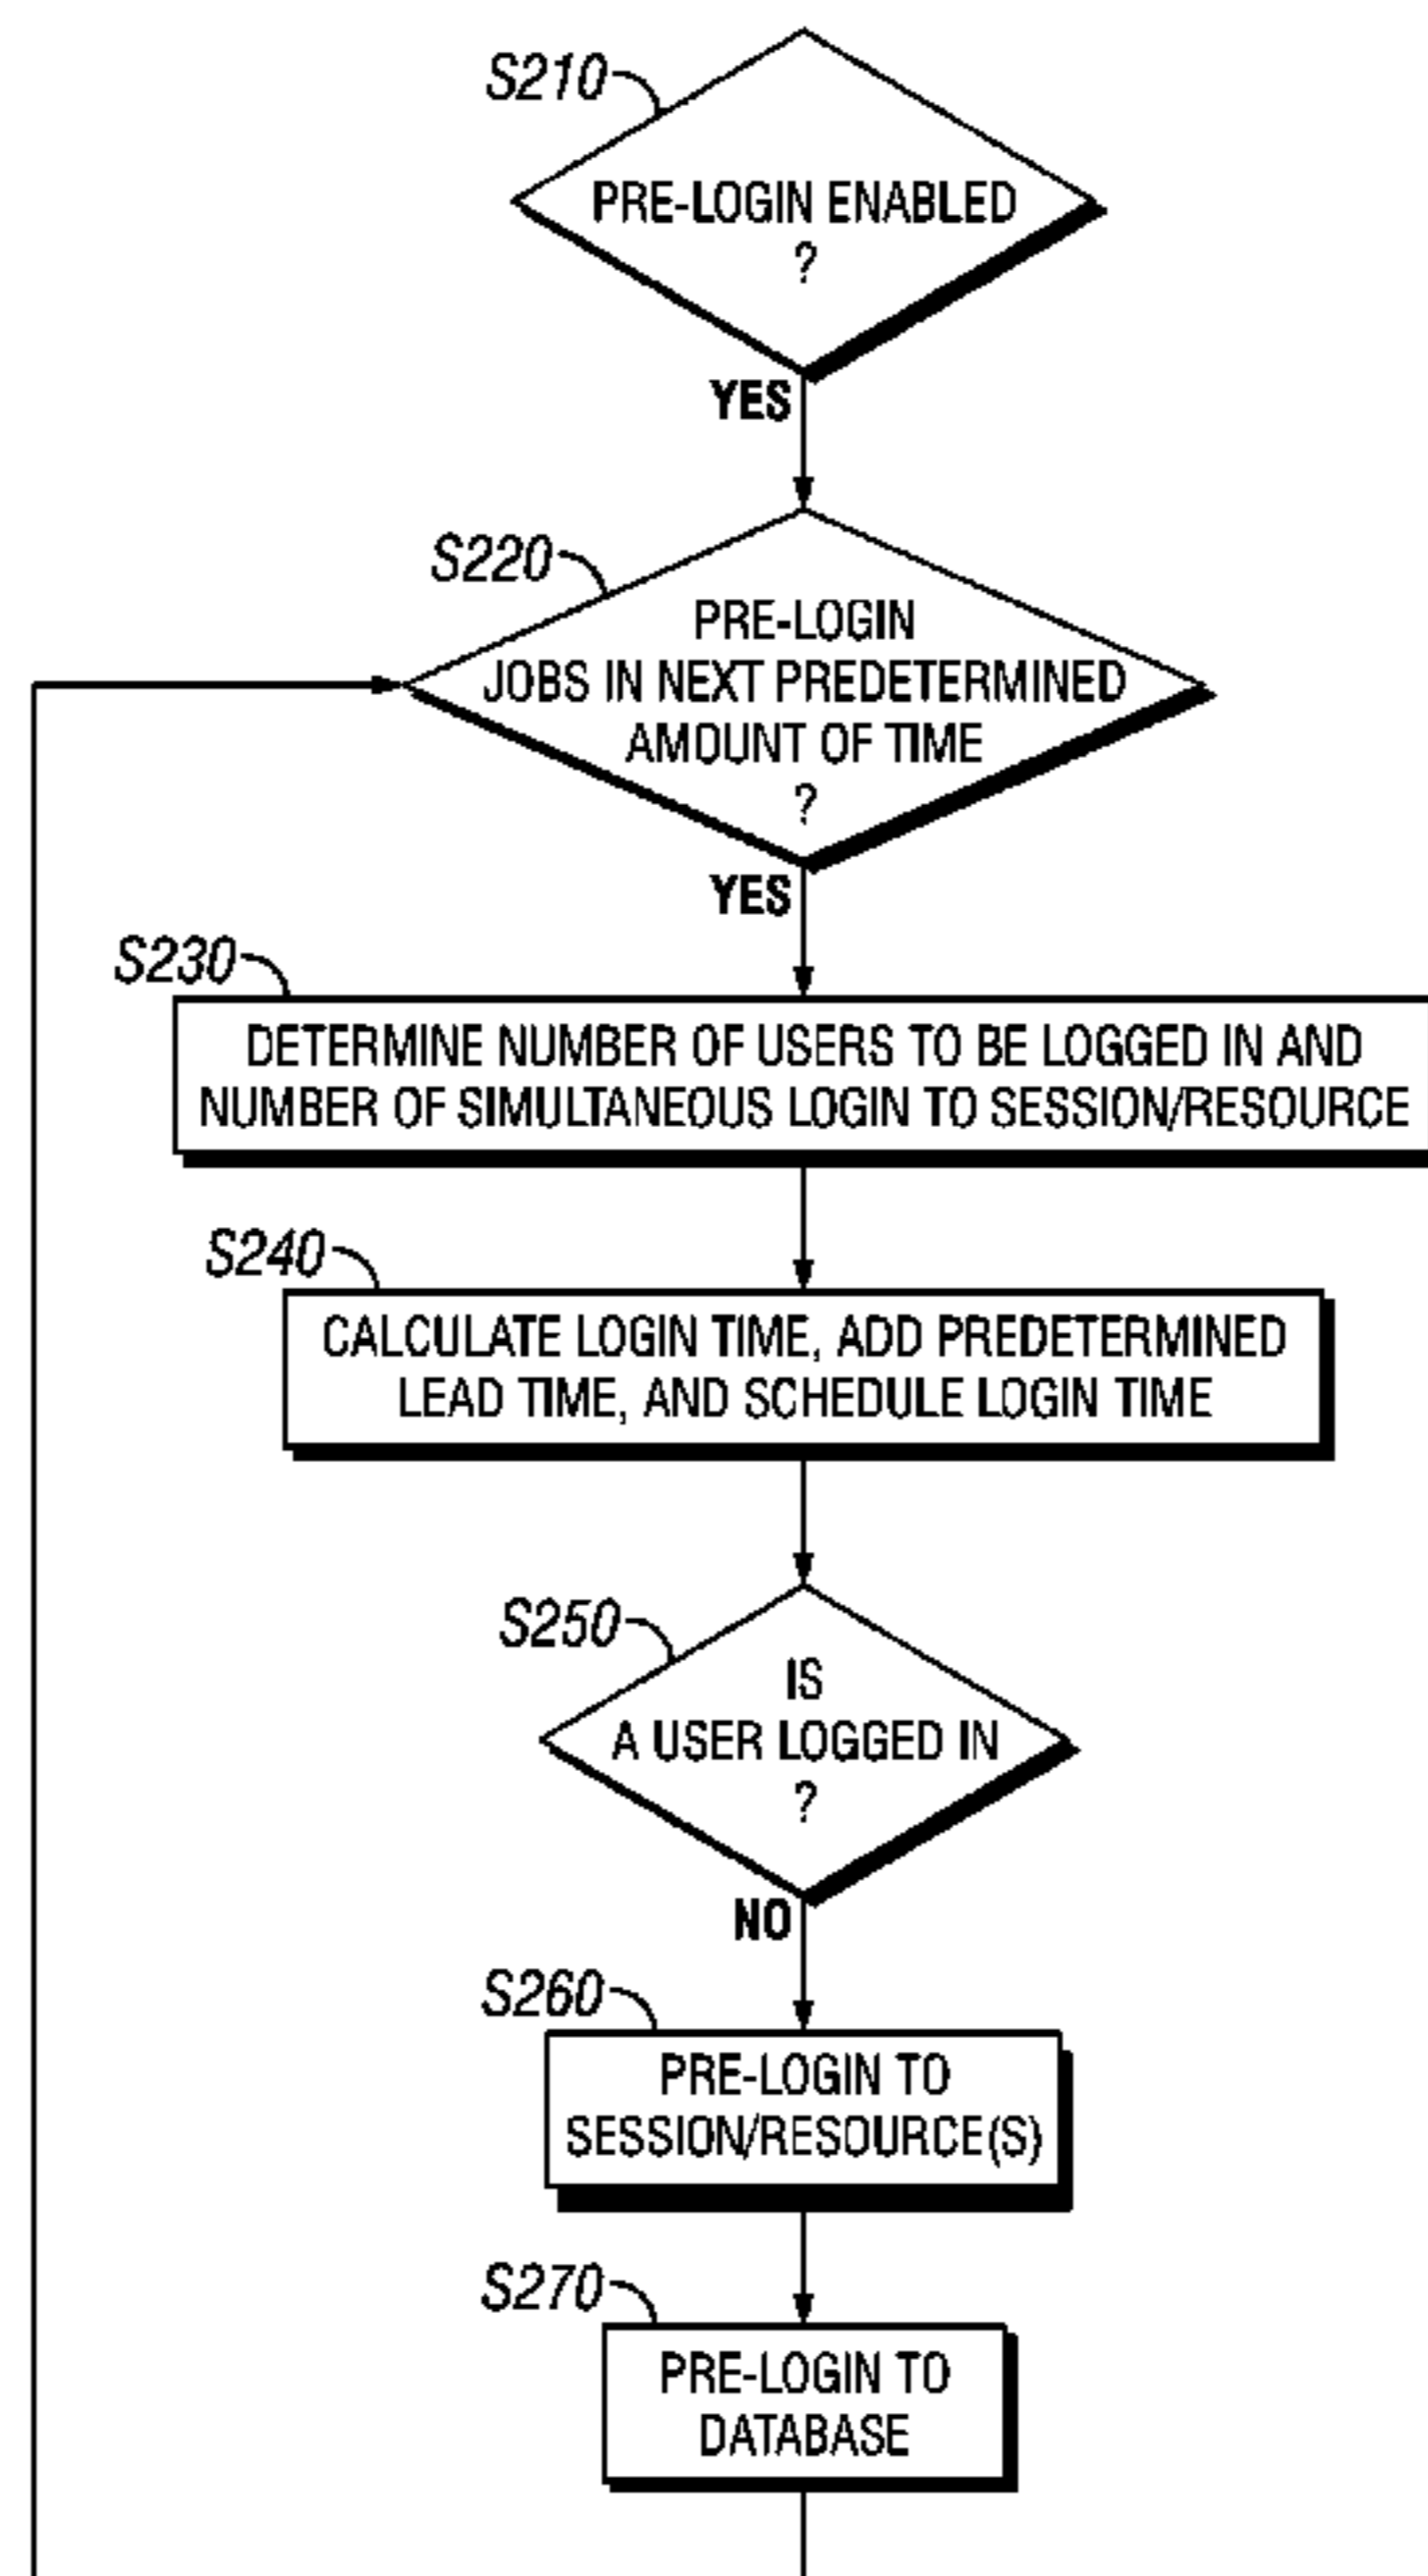 S210
PRE-LOGIN ENABLED
?
YES
S220
PRE-LOGIN
JOBS IN NEXT PREDETERMINED
AMOUNT OF TIME
?
YES
S230
DETERMINE NUMBER OF USERS TO BE LOGGED IN AND
NUMBER OF SIMULTANEOUS LOGIN TO SESSION/RESOURCE
S240
CALCULATE LOGIN TIME, ADD PREDETERMINED
LEAD TIME, AND SCHEDULE LOGIN TIME
S250
IS
A USER LOGGED IN
?
NO
S260
PRE-LOGIN TO
SESSION/RESOURCE(S)
S270
PRE-LOGIN TO
DATABASE